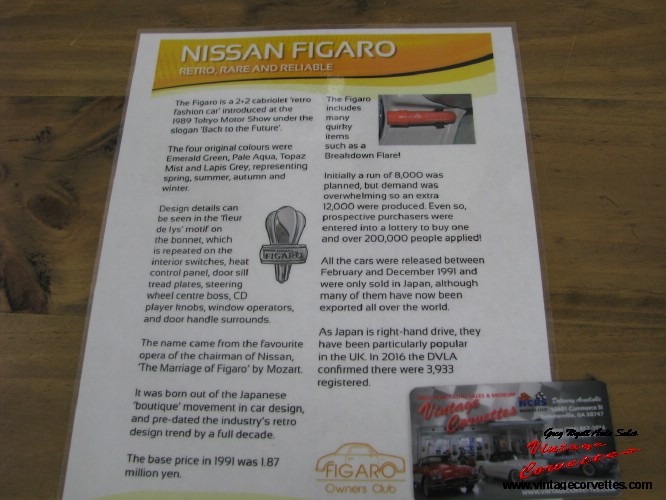 NISSAN FIGARO
RETRO, RARE AND RELIABLE
The Figaro is a 2+2 cabriolet 'retro
fashion car' introduced at the
1989 Tokyo Motor Show under the
slogan 'Back to the Future'.
The four original colours were
Emerald Green, Pale Aqua, Topaz
Mist and Lapis Grey, representing
spring, summer, autumn and
winter.
Design details can
be seen in the 'fleur
de lys' motif on
the bonnet, which
is repeated on the
interior switches, heat
control panel, door sill
tread plates, steering
wheel centre boss, CD
player knobs, window operators,
and door handle surrounds.
FIGARO
The name came from the favourite
opera of the chairman of Nissan,
'The Marriage of Figaro' by Mozart.
It was born out of the Japanese
'boutique' movement in car design,
and pre-dated the industry's retro
design trend by a full decade.
The base price in 1991 was 1.87
million yen.
The Figaro
includes
many
quirky
items
such as a
Breakdown Flare!
Initially a run of 8,000 was
planned, but demand was
overwhelming so an extra
12,000 were produced. Even so,
prospective purchasers were
entered into a lottery to buy one
and over 200,000 people applied!
All the cars were released between
February and December 1991 and
were only sold in Japan, although
many of them have now been
exported all over the world.
As Japan is right-hand drive, they
have been particularly popular
in the UK. In 2016 the DVLA
confirmed there were 3,933
registered.
FIGARO
Owners Club
SALES & MUSEUM
Vintage
Corvettes
NCRS
Delivery Available
Commerce St
GA 30747
Greg Wyatt Auto Sales
Vintage
Corvettes
www.vintagecorvettes.com